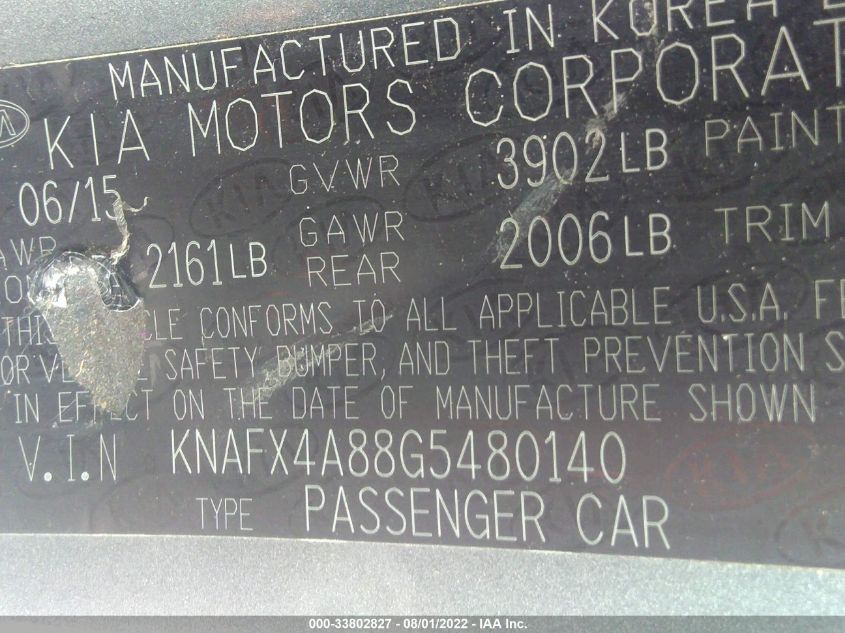 MANUFACTURED IN KOREA
KIA MOTORS CORPORAT
06/15 GVWR 3902LB PAINT
2161LB GAWR REAR 2006LB TRIM
CONFORMS TO ALL APPLICABLE U.S.A.
SAFETY BUMPER, AND THEFT PREVENTION S
IN EFFECT ON THE DATE OF MANUFACTURE SHOWN
V.I.N KNAFX4A88G5480140
TYPE PASSENGER CAR
000-33802827 - 08/01/2022 - IAA Inc.